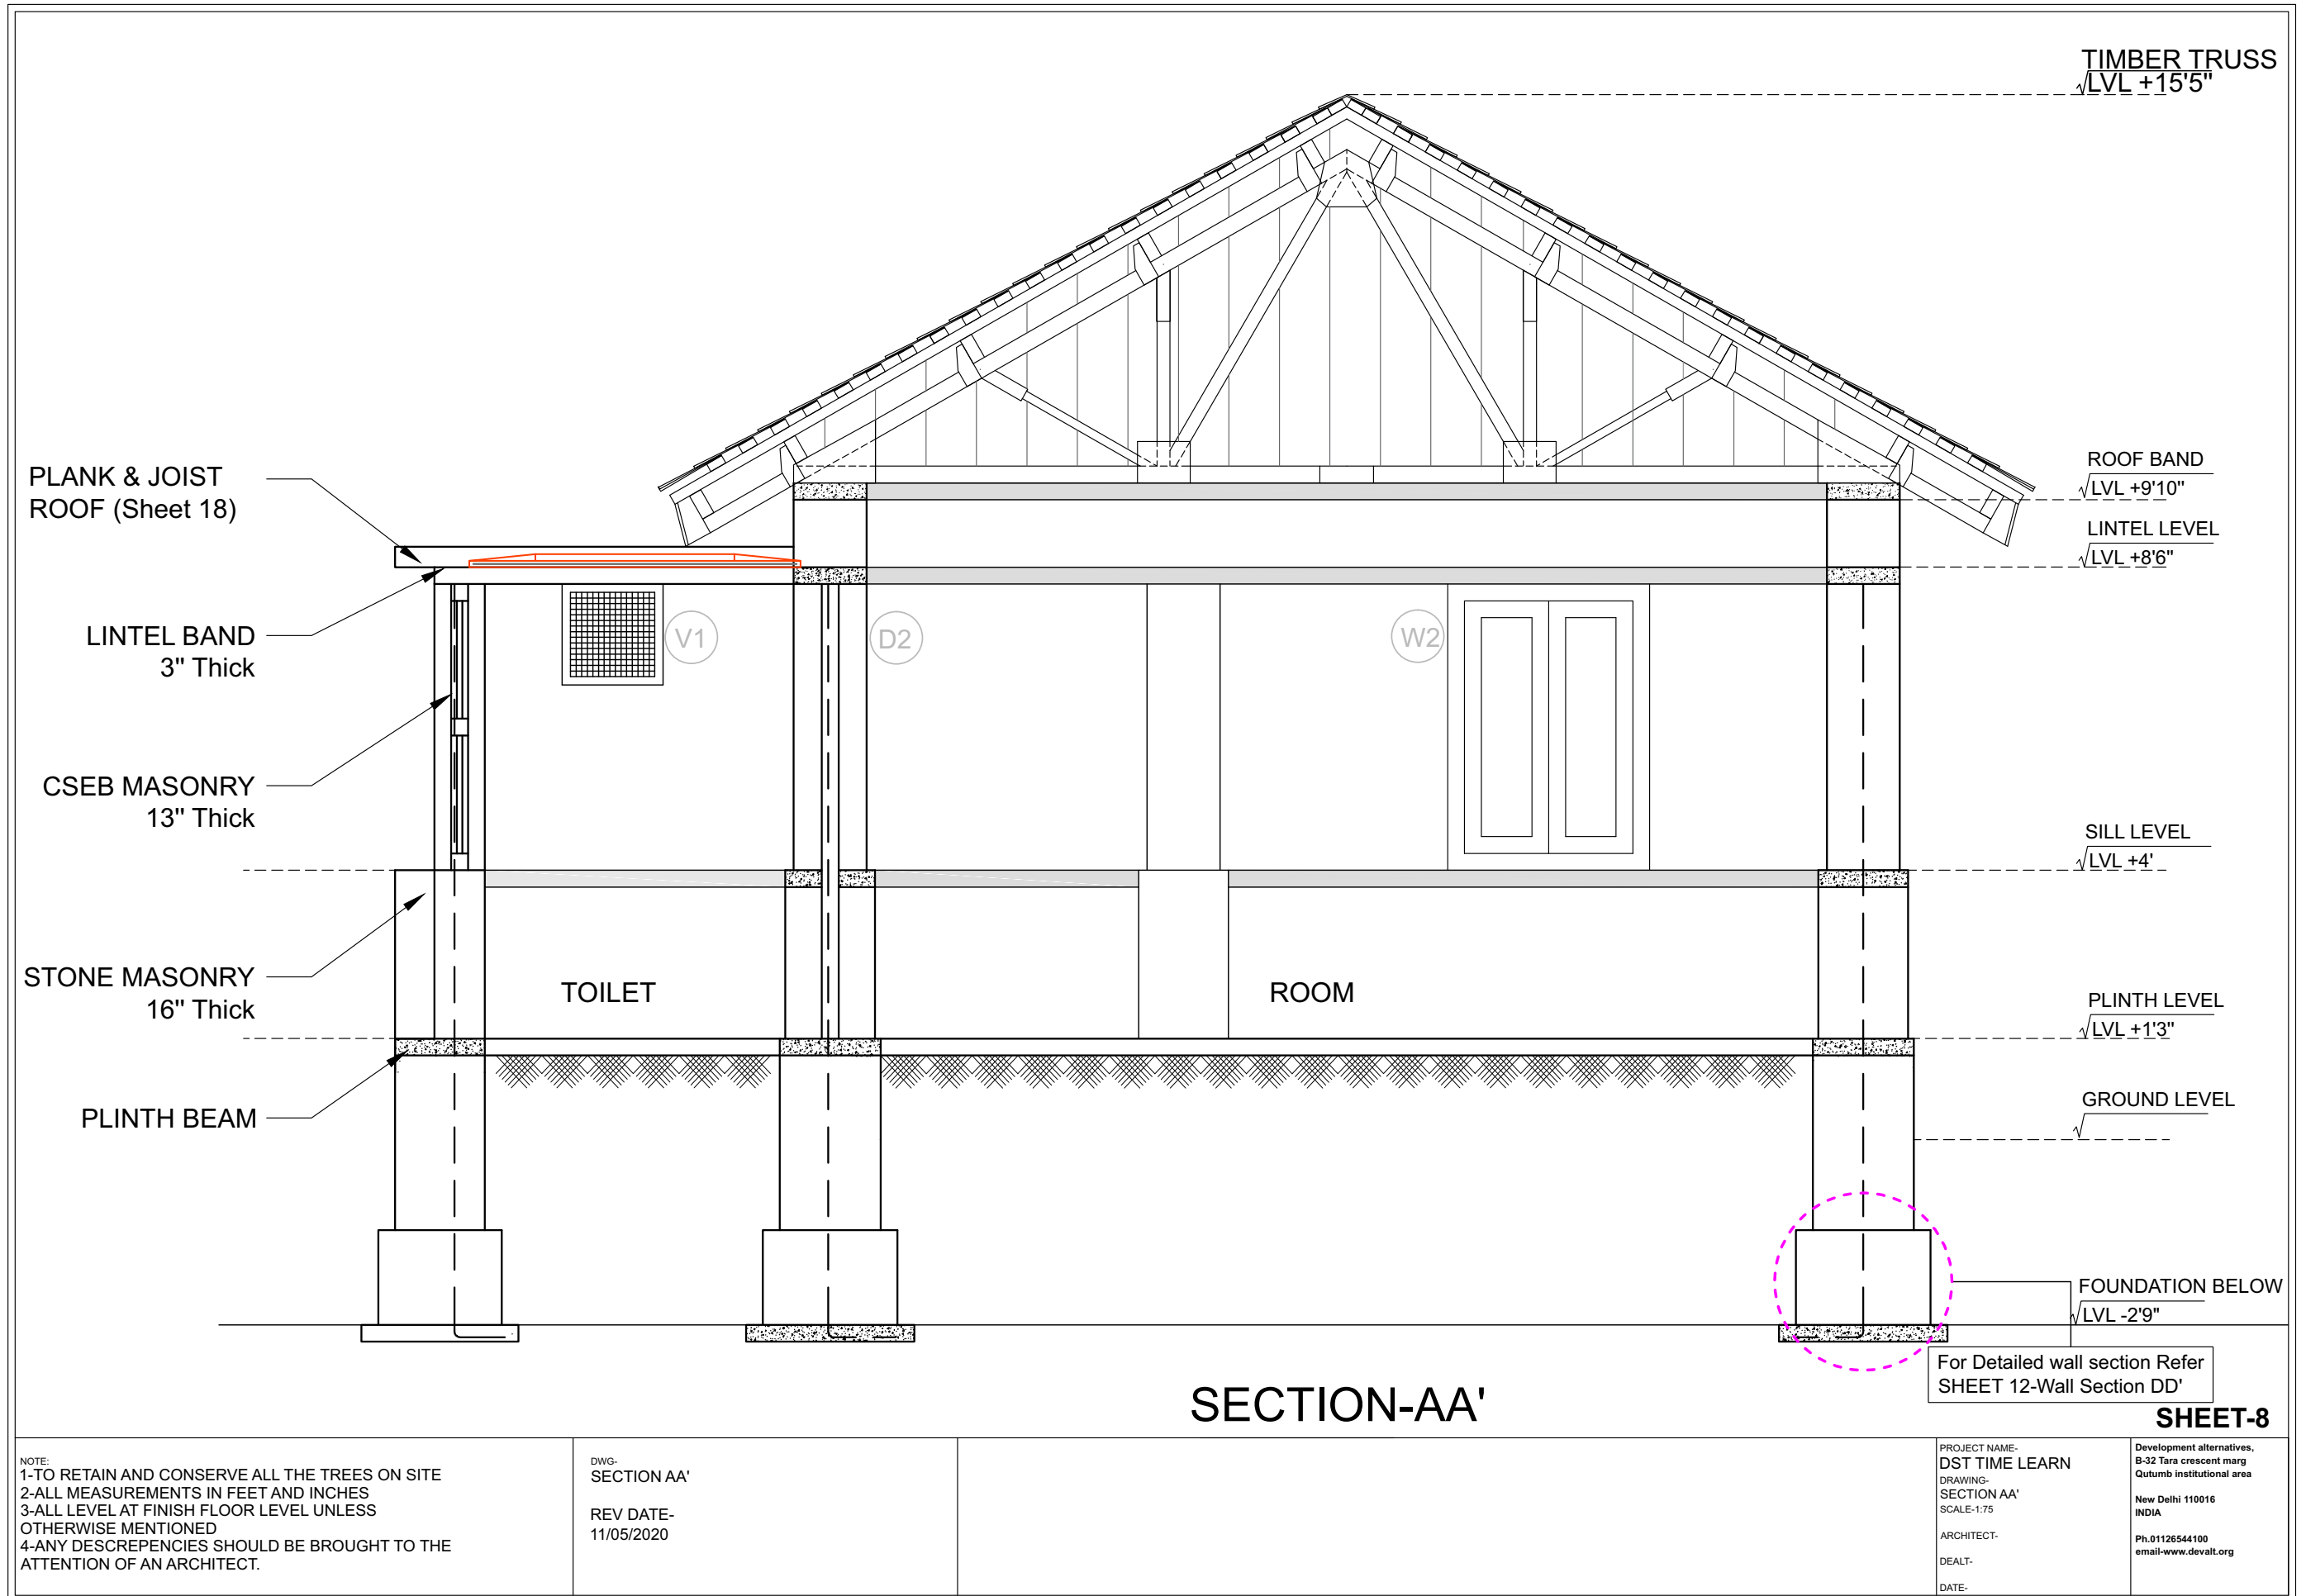 TIMBER TRUSS
LVL +15'5"
PLANK & JOIST
ROOF (Sheet 18)
ROOF BAND
LVL +9'10"
LINTEL LEVEL
LVL +8'6"
LINTEL BAND
3" Thick
V1
D2
W2
CSEB MASONRY
13" Thick
SILL LEVEL
LVL +4'
STONE MASONRY
16" Thick
TOILET
ROOM
PLINTH LEVEL
LVL +1'3"
PLINTH BEAM
GROUND LEVEL
FOUNDATION BELOW
LVL -2'9"
For Detailed wall section Refer
SHEET 12-Wall Section DD'
SECTION-AA'
SHEET-8
NOTE:
1-TO RETAIN AND CONSERVE ALL THE TREES ON SITE
2-ALL MEASUREMENTS IN FEET AND INCHES
3-ALL LEVEL AT FINISH FLOOR LEVEL UNLESS
OTHERWISE MENTIONED
4-ANY DESCREPENCIES SHOULD BE BROUGHT TO THE
ATTENTION OF AN ARCHITECT.
DWG-
SECTION AA'
REV DATE-
11/05/2020
PROJECT NAME-
DST TIME LEARN
DRAWING-
SECTION AA'
SCALE-1:75
ARCHITECT-
DEALT-
DATE-
Development alternatives,
B-32 Tara crescent marg
Qutumb institutional area
New Delhi 110016
INDIA
Ph.01126544100
email-www.devalt.org